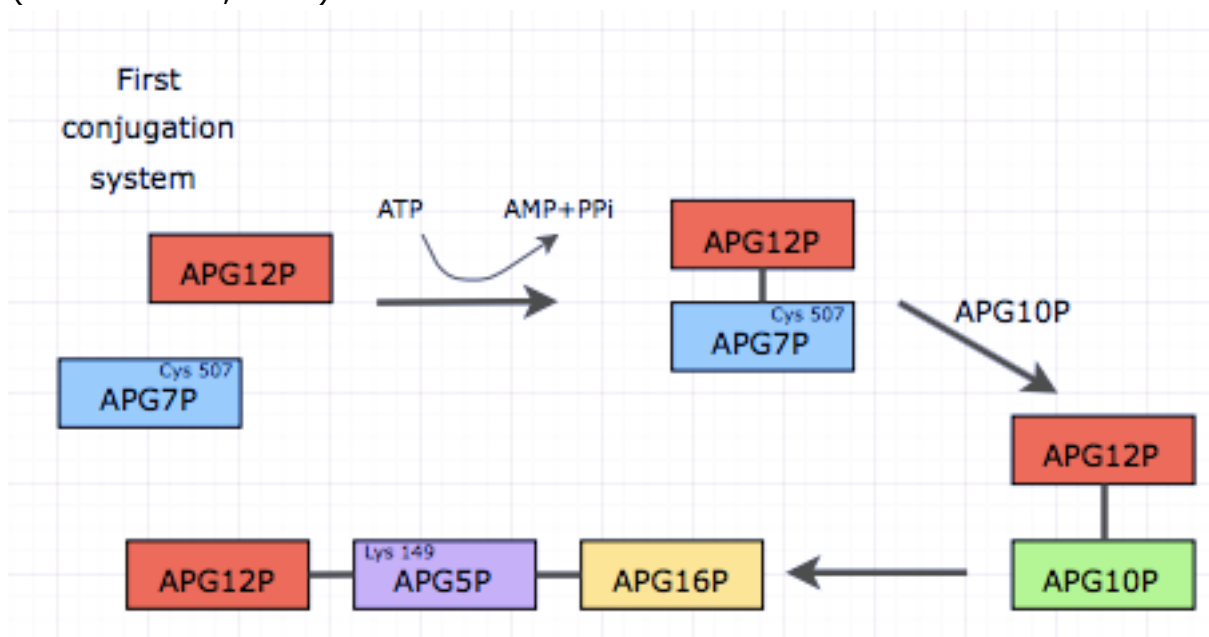 First
conjugation
system
ATP
AMP+PPi
APG12P
Cys 507
APG7P
APG12P
Cys 507
APG7P
APG10P
APG12P
APG10P
APG12P
Lys 149
APG5P
APG16P